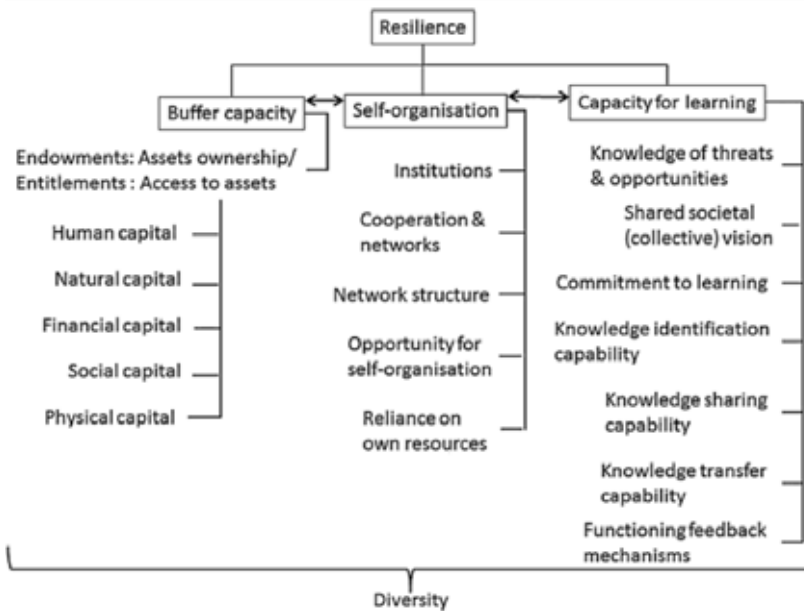 Resilience
Buffer capacity
Self-organisation
Capacity for learning
Endowments: Assets ownership/
Entitlements : Access to assets
Human capital
Natural capital
Financial capital
Social capital
Physical capital
Institutions
Cooperation &
networks
Network structure
Opportunity for
self-organisation
Reliance on
own resources
Knowledge of threats
& opportunities
Shared societal
(collective) vision
Commitment to learning
Knowledge identification
capability
Knowledge sharing
capability
Knowledge transfer
capability
Functioning feedback
mechanisms
Diversity